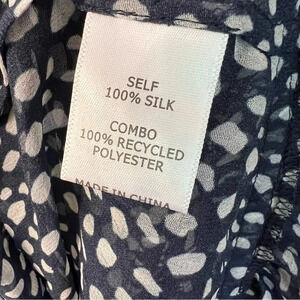 SELF
100% SILK
COMBO
100% RECYCLED
POLYESTER
MADE IN CHINA